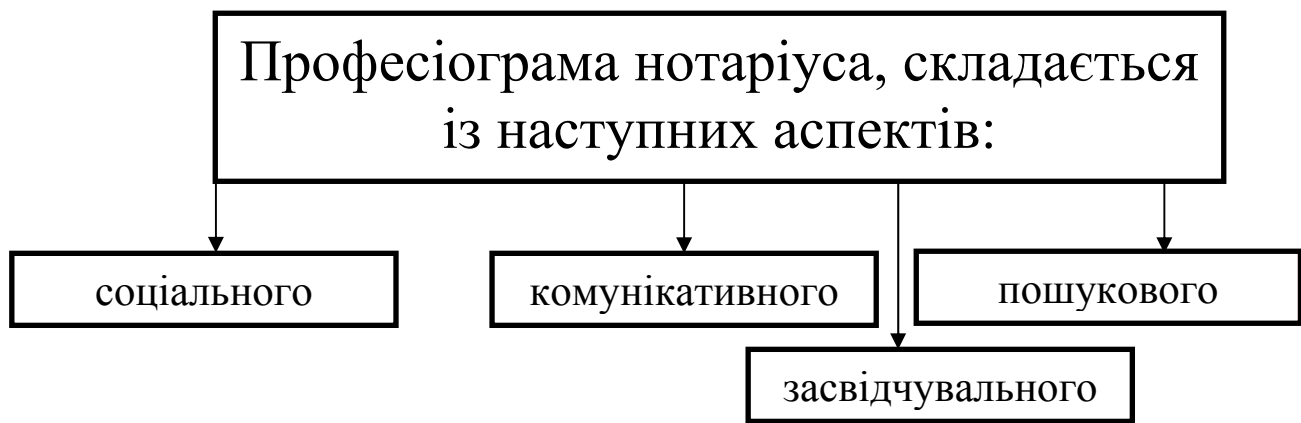 Професіограма нотаріуса, складається
із наступних аспектів:
соціального
комунікативного
пошукового
засвідчувального